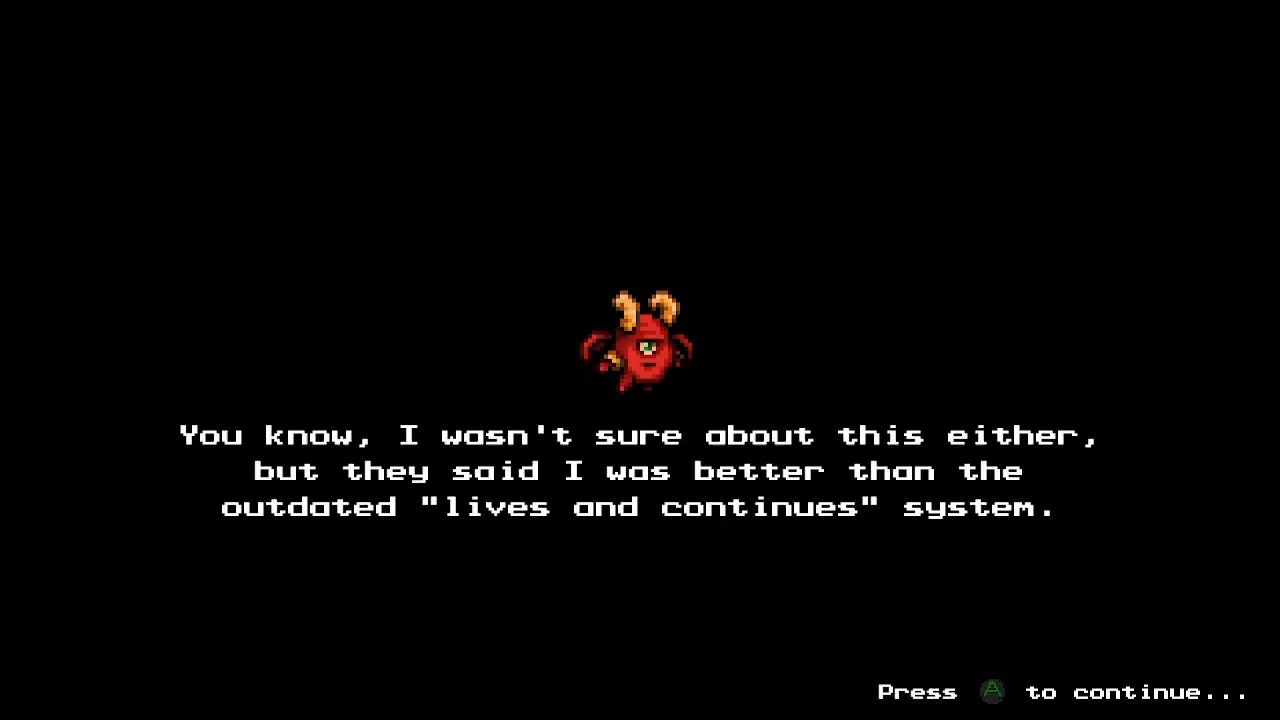 You know, I wasn't sure about this either,
but they said I was better than the
outdated "lives and continues" system.
Press A to continue...